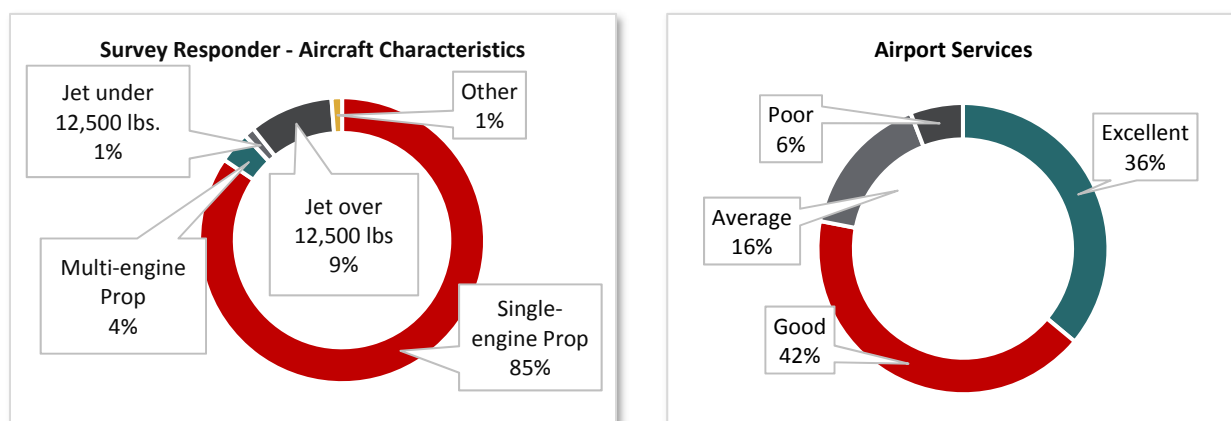 Survey Responder - Aircraft Characteristics
Jet under
12,500 lbs.
1%
Other
1%
Jet over
12,500 lbs
9%
Multi-engine
Prop
4%
Single-
engine Prop
85%
Airport Services
Poor
6%
Excellent
36%
Average
16%
Good
42%